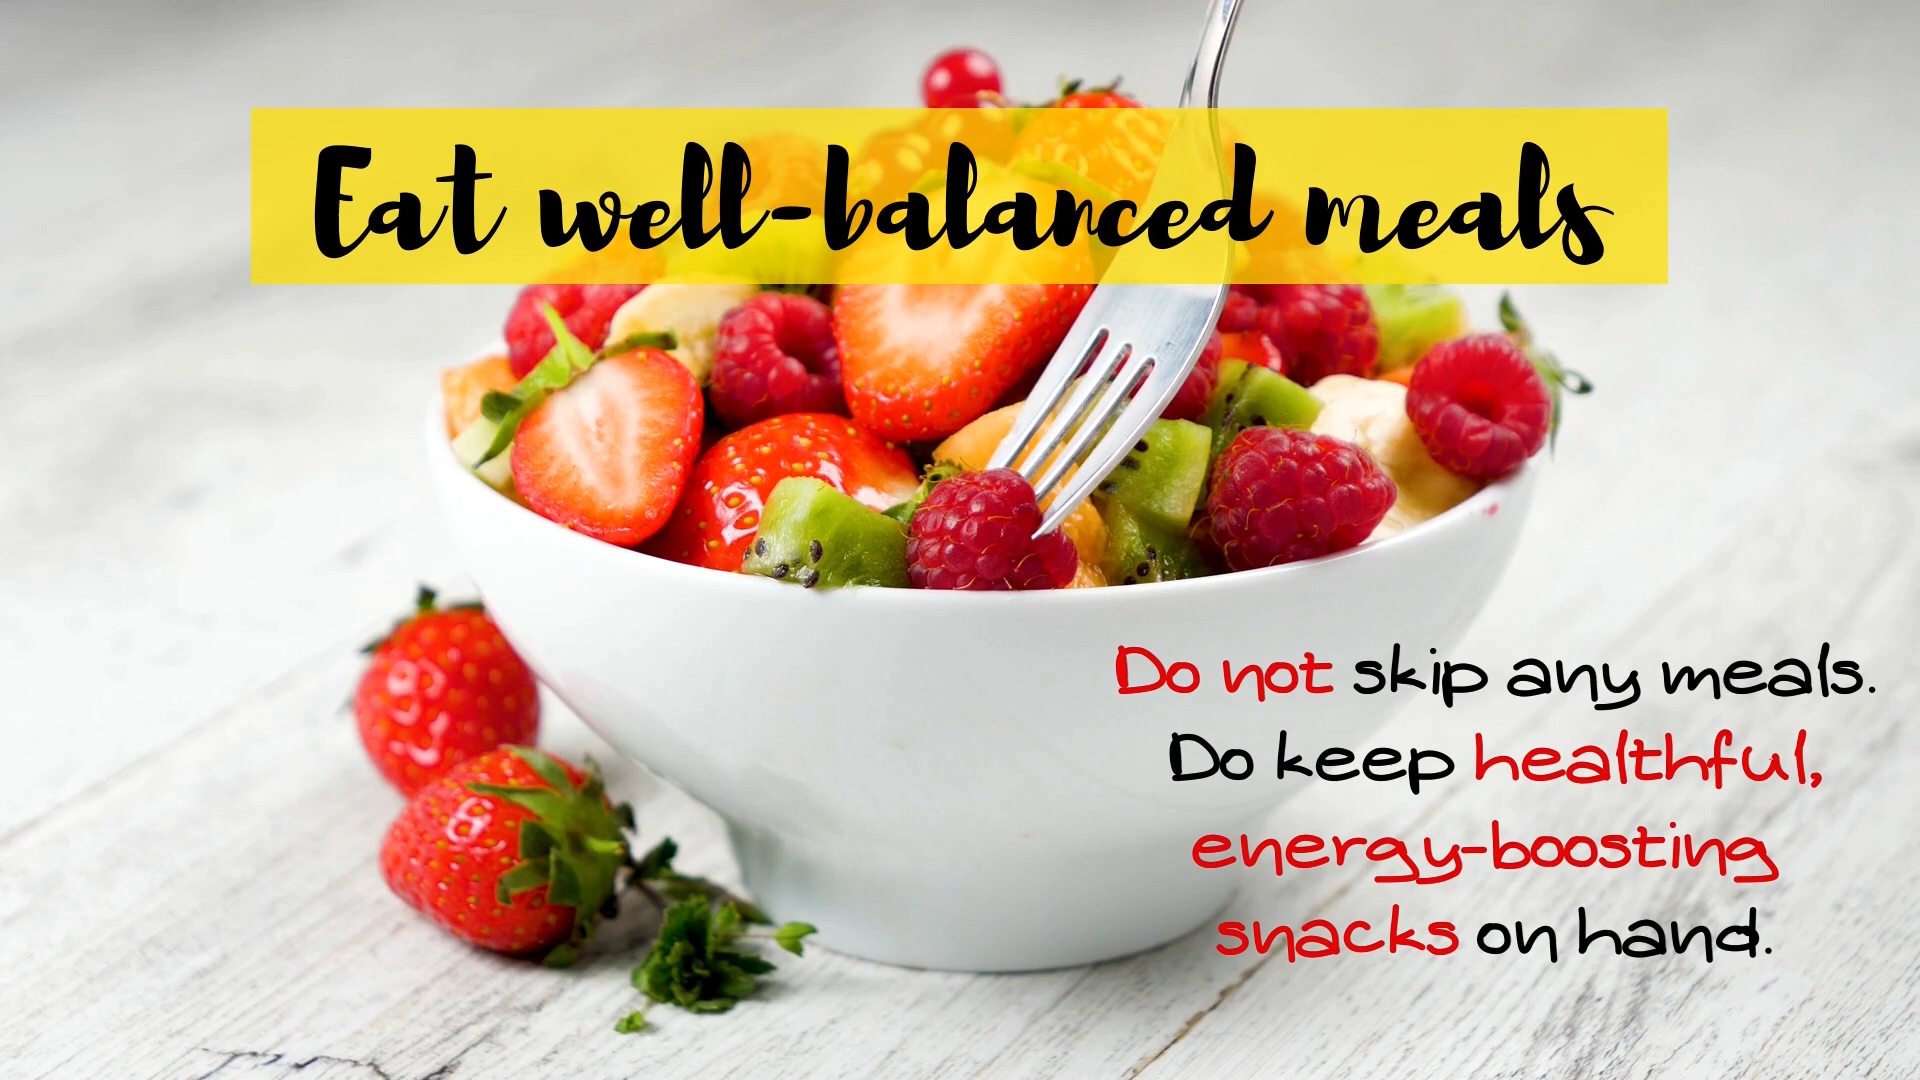 Eat well-balanced meals
Do not skip any meals.
Do keep healthful,
energy-boosting
snacks on hand.